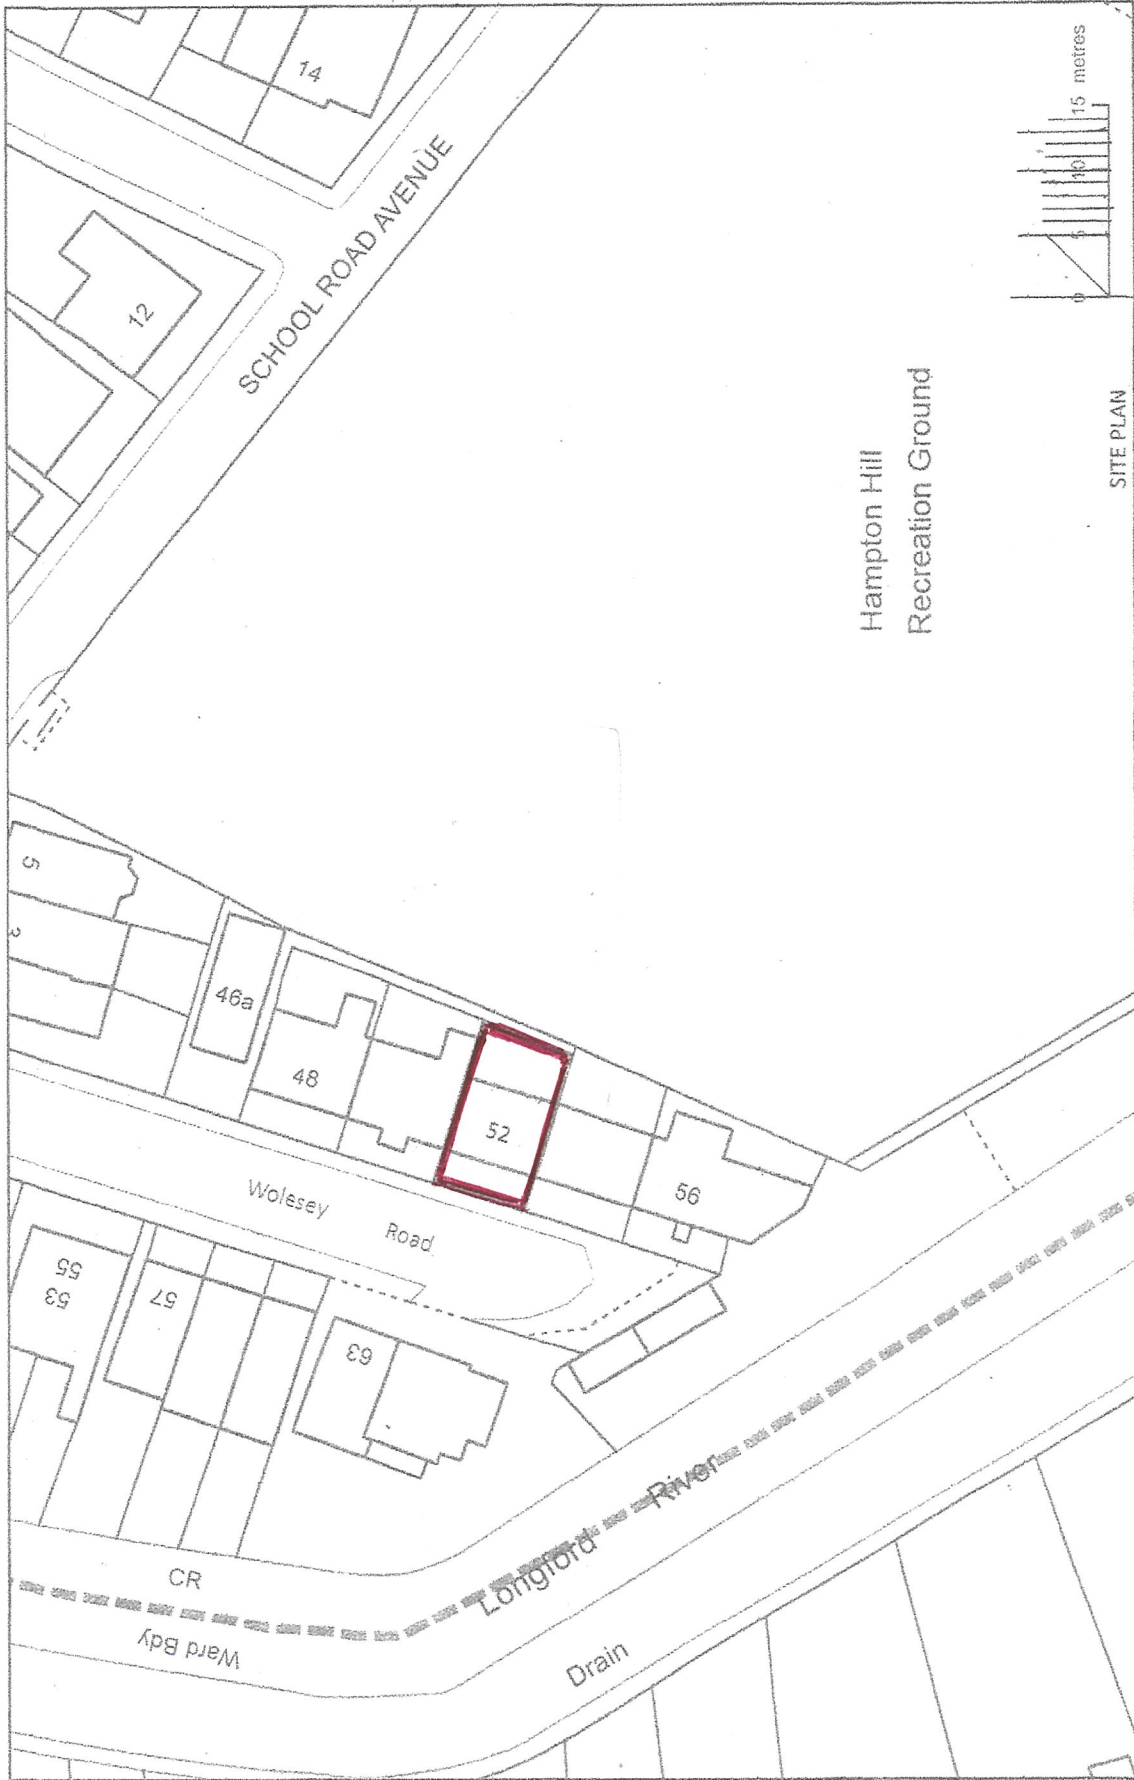 14
SCHOOL ROAD AVENUE
12
15 metres
10
5
0
SITE PLAN
Hampton Hill
Recreation Ground
5
3
46a
48
52
56
Wolesey
Road
55
53
57
63
CR
Ward Bdy
Longford River
Drain